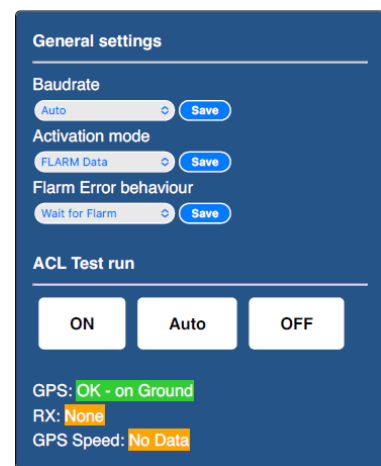 General settings
Baudrate
Auto Save
Activation mode
FLARM Data Save
Flarm Error behaviour
Wait for Flarm Save
ACL Test run
ON Auto OFF
GPS: OK - on Ground
RX: None
GPS Speed: No Data